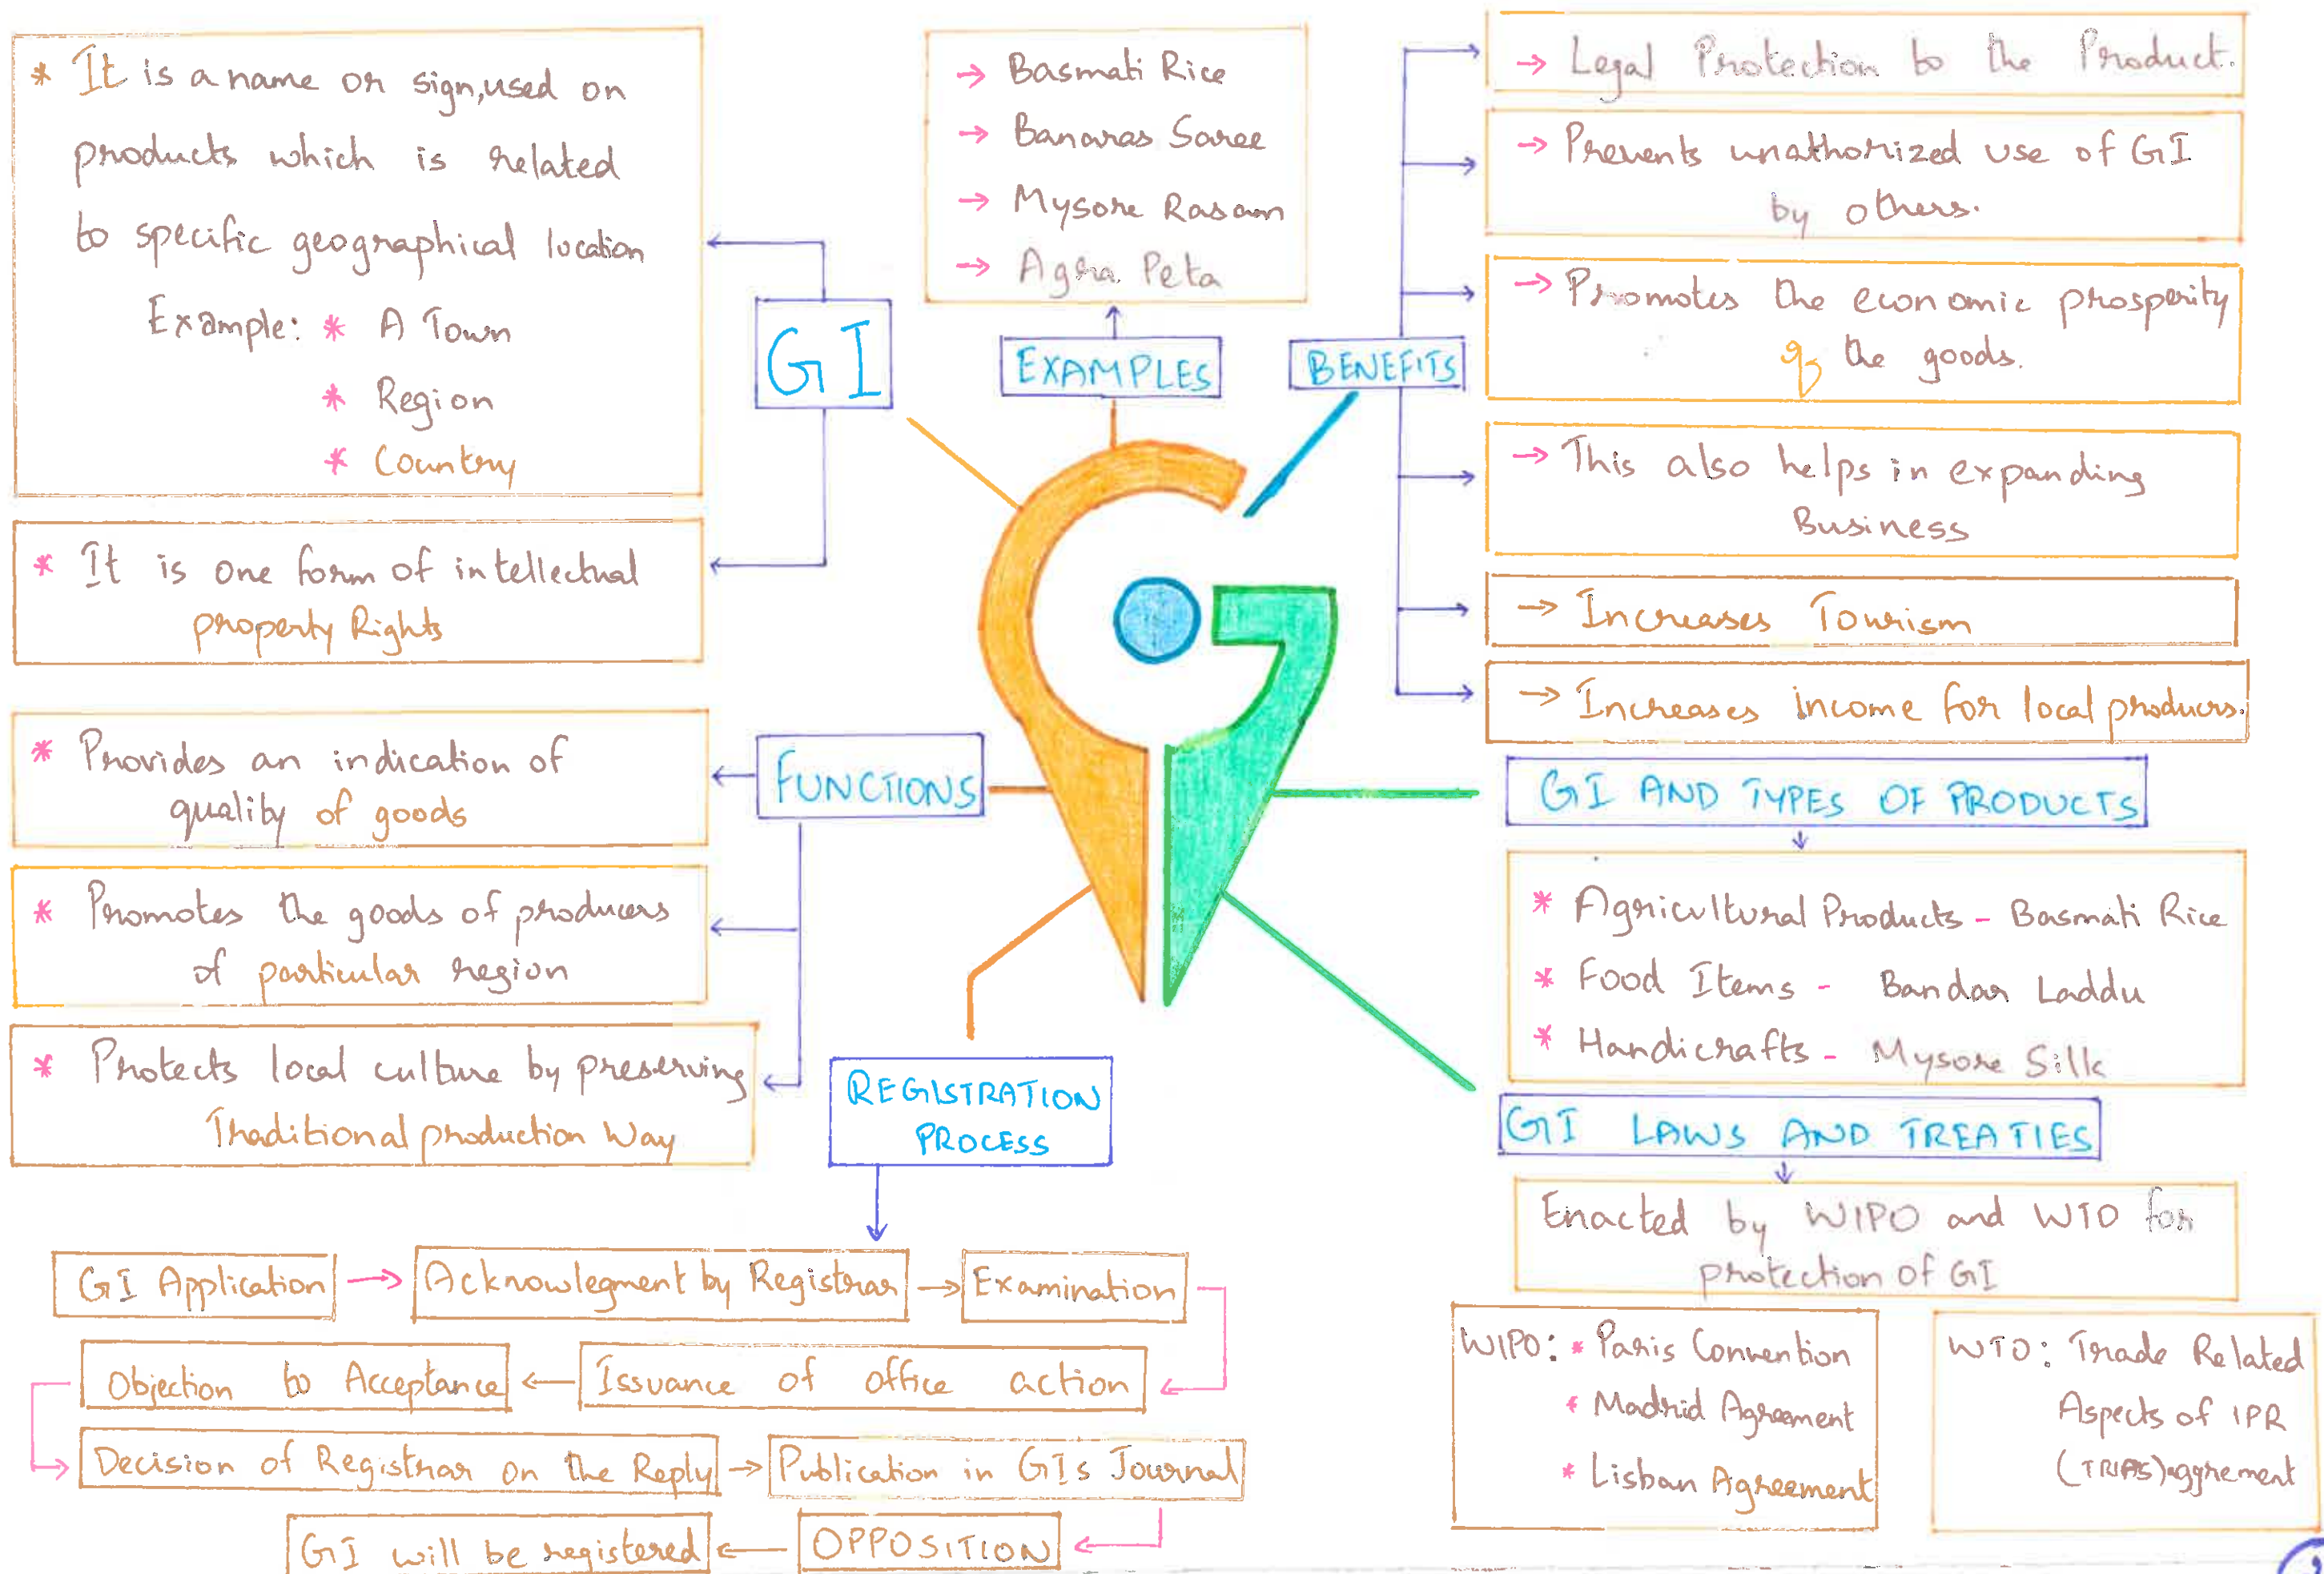 * It is a name or sign, used on
products which is related
to specific geographical location
Example: * A Town
* Region
* Country
* It is one form of intellectual
property Rights
GI
→ Basmati Rice
→ Banaras Saree
→ Mysore Rasam
→ Agra Peta
EXAMPLES
BENEFITS
→ Legal Protection to the Product.
→ Prevents unathorized use of GI
by others.
→ Promotes the economic prosperity
of the goods.
→ This also helps in expanding
Business
→ Increases Tourism
→ Increases income for local producers.
FUNCTIONS
* Provides an indication of
quality of goods
* Promotes the goods of producers
of particular region
* Protects local culture by preserving
Traditional production Way
GI AND TYPES OF PRODUCTS
* Agricultural Products - Basmati Rice
* Food Items - Bandar Laddu
* Handicrafts - Mysore Silk
GI LAWS AND TREATIES
Enacted by WIPO and WTO for
protection of GI
WIPO: * Paris Convention
* Madrid Agreement
* Lisban Agreement
WTO: Trade Related
Aspects of IPR
aggrement
REGISTRATION
PROCESS
GI Application → Acknowlegment by Registrar → Examination
Objection to Acceptance ← Issuance of office action
Decision of Registrar on the Reply → Publication in GIs Journal
GI will be registered ← OPPOSITION